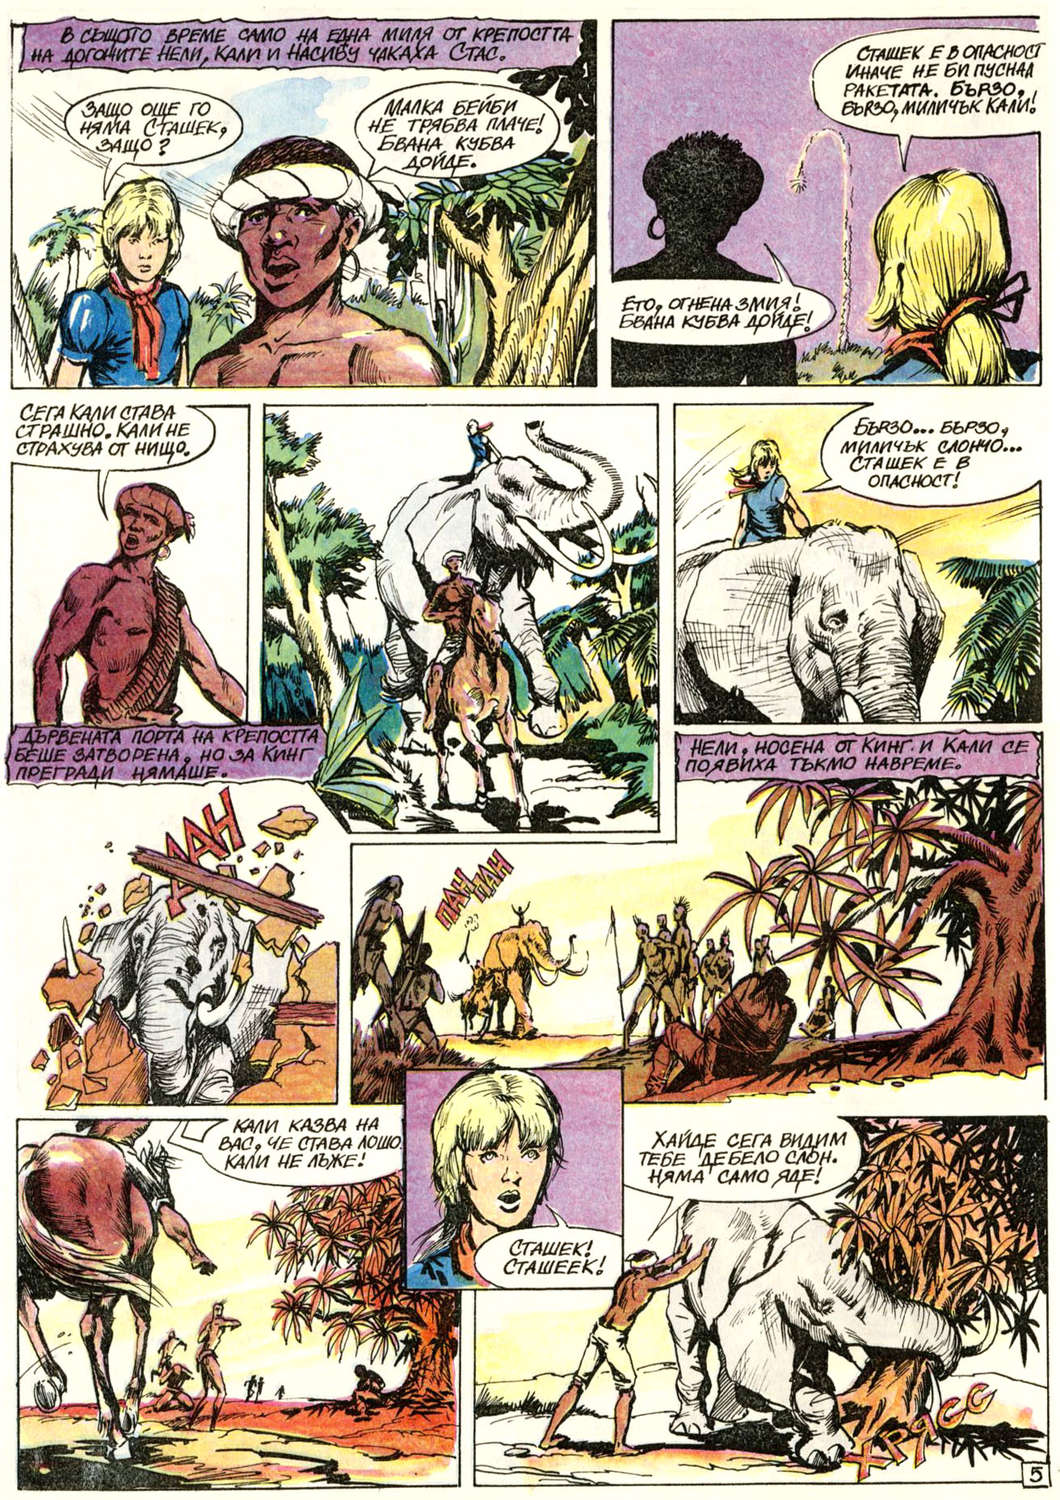 В СЪЩОТО ВРЕМЕ САМО НА ЕДНА МИЛЯ ОТ КРЕПОСТТА
НА ДОГОНИТЕ НЕЛИ, КАЛИ И НАСИБУ ЧАКАХА СТАС.
ЗАЩО ОЩЕ ГО
НЯМА СТАШЕК,
ЗАЩО?
МАЛКА БЕЙБИ
НЕ ТРЯБВА ПЛАЧЕ!
БВАНА КУБВА
ДОЙДЕ.
СТАШЕК Е В ОПАСНОСТ
ИНАЧЕ НЕ БИ ПУСНАЛ
РАКЕТАТА. БЪРЗО,
БЪРЗО, МИЛИЧЪК КАЛИ!
ЕТО, ОГНЕНА ЗМИЯ!
БВАНА КУБВА ДОЙДЕ!
СЕГА КАЛИ СТАВА
СТРАШНО. КАЛИ НЕ
СТРАХУВА ОТ НИЩО.
БЪРЗО... БЪРЗО,
МИЛИЧЪК СЛОНЧО...
СТАШЕК Е В
ОПАСНОСТ!
ДЪРВЕНАТА ПОРТА НА КРЕПОСТТА
БЕШЕ ЗАТВОРЕНА, НО ЗА КИНГ
ПРЕГРАДИ НЯМАШЕ.
НЕЛИ, НОСЕНА ОТ КИНГ. И КАЛИ СЕ
ПОЯВИХА ТЪКМО НАВРЕМЕ.
ПАН
ПАН
КАЛИ КАЗВА НА
ВАС, ЧЕ СТАВА ЛОШО.
КАЛИ НЕ ЛЪЖЕ!
СТАШЕК!
СТАШЕЕК!
ХАЙДЕ СЕГА ВИДИМ
ТЕБЕ ДЕБЕЛО СЛОН.
НЯМА САМО ЯДЕ!
ХРЯСС
5